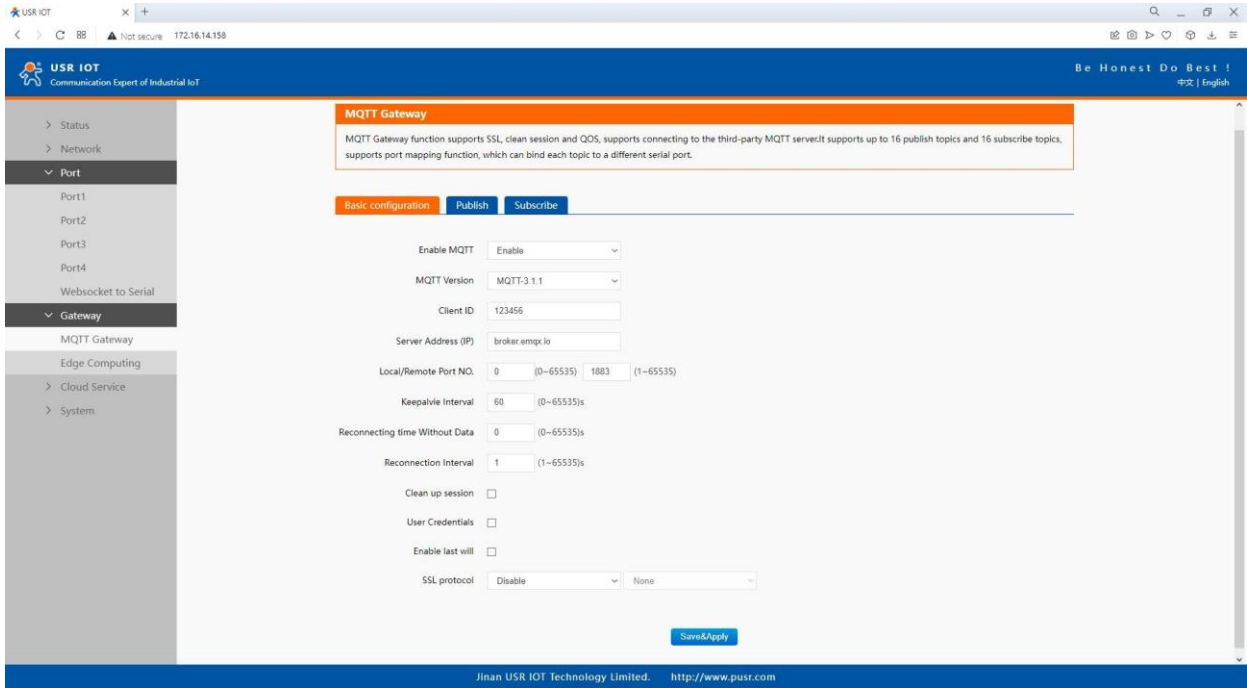 USR IOT
Not secure 172.16.14.158
USR IOT
Communication Expert of Industrial IoT
Be Honest Do Best !
中文 | English
Status
Network
Port
Port1
Port2
Port3
Port4
Websocket to Serial
Gateway
MQTT Gateway
Edge Computing
Cloud Service
System
MQTT Gateway
MQTT Gateway function supports SSL, clean session and QOS, supports connecting to the third-party MQTT server.It supports up to 16 publish topics and 16 subscribe topics,
supports port mapping function, which can bind each topic to a different serial port.
Basic configuration Publish Subscribe
Enable MQTT Enable
MQTT Version MQTT-3.1.1
Client ID 123456
Server Address (IP) broker.emqx.io
Local/Remote Port NO. 0 (0~65535) 1883 (1~65535)
Keepalvie Interval 60 (0~65535)s
Reconnecting time Without Data 0 (0~65535)s
Reconnection Interval 1 (1~65535)s
Clean up session
User Credentials
Enable last will
SSL protocol Disable None
Save&Apply
Jinan USR IOT Technology Limited. http://www.pusr.com